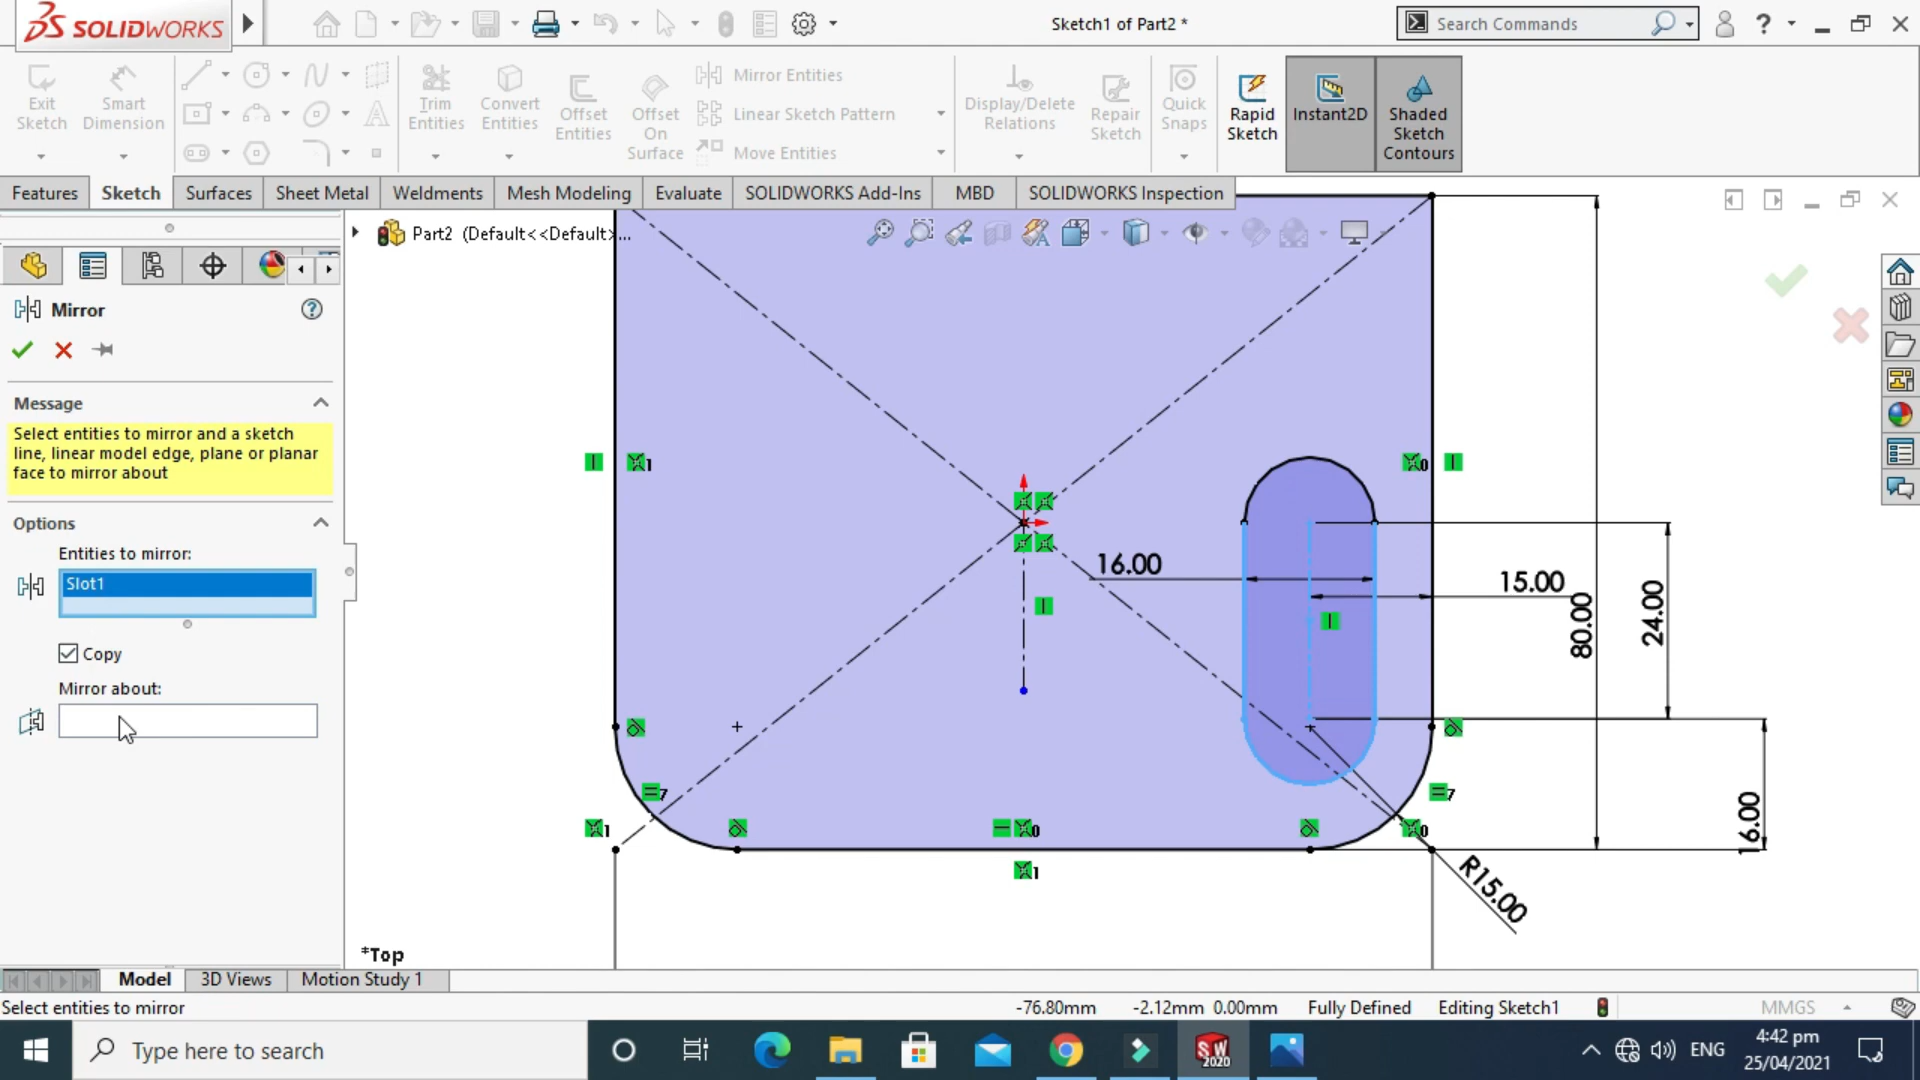 SOLIDWORKS
Sketch1 of Part2 *
Search Commands
Exit Sketch
Smart Dimension
Trim Entities
Convert Entities
Offset Entities
Offset On Surface
Mirror Entities
Linear Sketch Pattern
Move Entities
Display/Delete Relations
Repair Sketch
Quick Snaps
Rapid Sketch
Instant2D
Shaded Sketch Contours
Features
Sketch
Surfaces
Sheet Metal
Weldments
Mesh Modeling
Evaluate
SOLIDWORKS Add-Ins
MBD
SOLIDWORKS Inspection
Part2 (Default<<Default>...
Mirror
Message
Select entities to mirror and a sketch
line, linear model edge, plane or planar
face to mirror about
Options
Entities to mirror:
Slot1
Copy
Mirror about:
16.00
15.00
80.00
24.00
16.00
R15.00
*Top
Model
3D Views
Motion Study 1
Select entities to mirror
-76.80mm
-2.12mm
0.00mm
Fully Defined
Editing Sketch1
MMGS
Type here to search
SW
2020
ENG
4:42 pm
25/04/2021